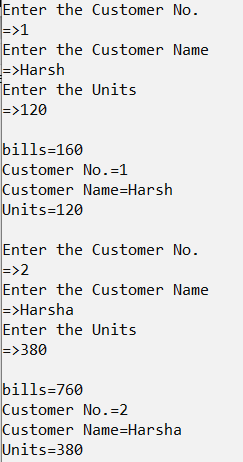 Enter the Customer No.
=>1
Enter the Customer Name
=>Harsh
Enter the Units
=>120
bills=160
Customer No.=1
Customer Name=Harsh
Units=120
Enter the Customer No.
=>2
Enter the Customer Name
=>Harsha
Enter the Units
=>380
bills=760
Customer No.=2
Customer Name=Harsha
Units=380